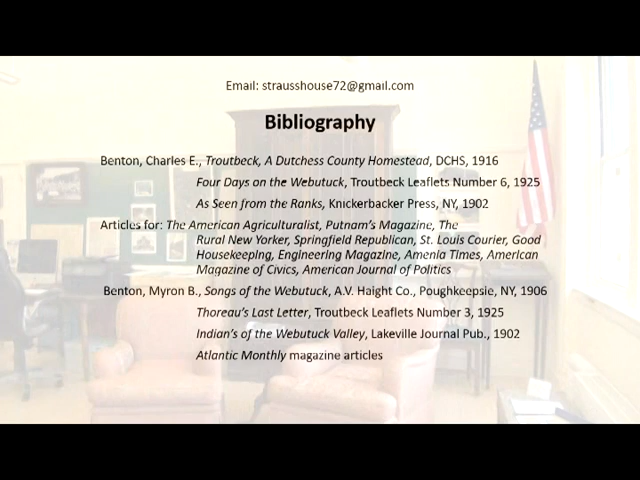 Email: strausshouse72@gmail.com
Bibliography
Benton, Charles E., Troutbeck, A Dutchess County Homestead, DCHS, 1916
Four Days on the Webutuck, Troutbeck Leaflets Number 6, 1925
As Seen from the Ranks, Knickerbacker Press, NY, 1902
Articles for: The American Agriculturalist, Putnam's Magazine, The
Rural New Yorker, Springfield Republican, St. Louis Courier, Good
Housekeeping, Engineering Magazine, Amenia Times, American
Magazine of Civics, American Journal of Politics
Benton, Myron B., Songs of the Webutuck, A.V. Haight Co., Poughkeepsie, NY, 1906
Thoreau's Last Letter, Troutbeck Leaflets Number 3, 1925
Indian's of the Webutuck Valley, Lakeville Journal Pub., 1902
Atlantic Monthly magazine articles